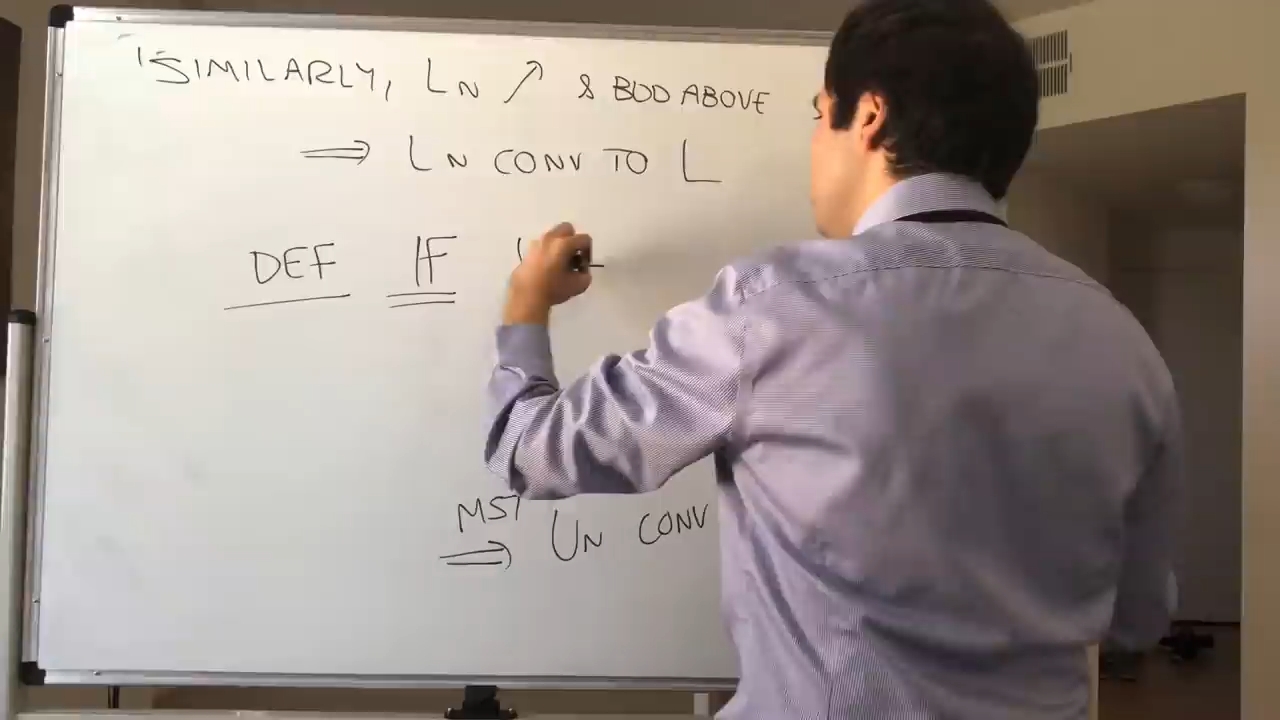 SIMILARLY, LN ↗ & BDD ABOVE
⇒ LN CONV TO L
DEF IF
MST
⇒ UN CONV